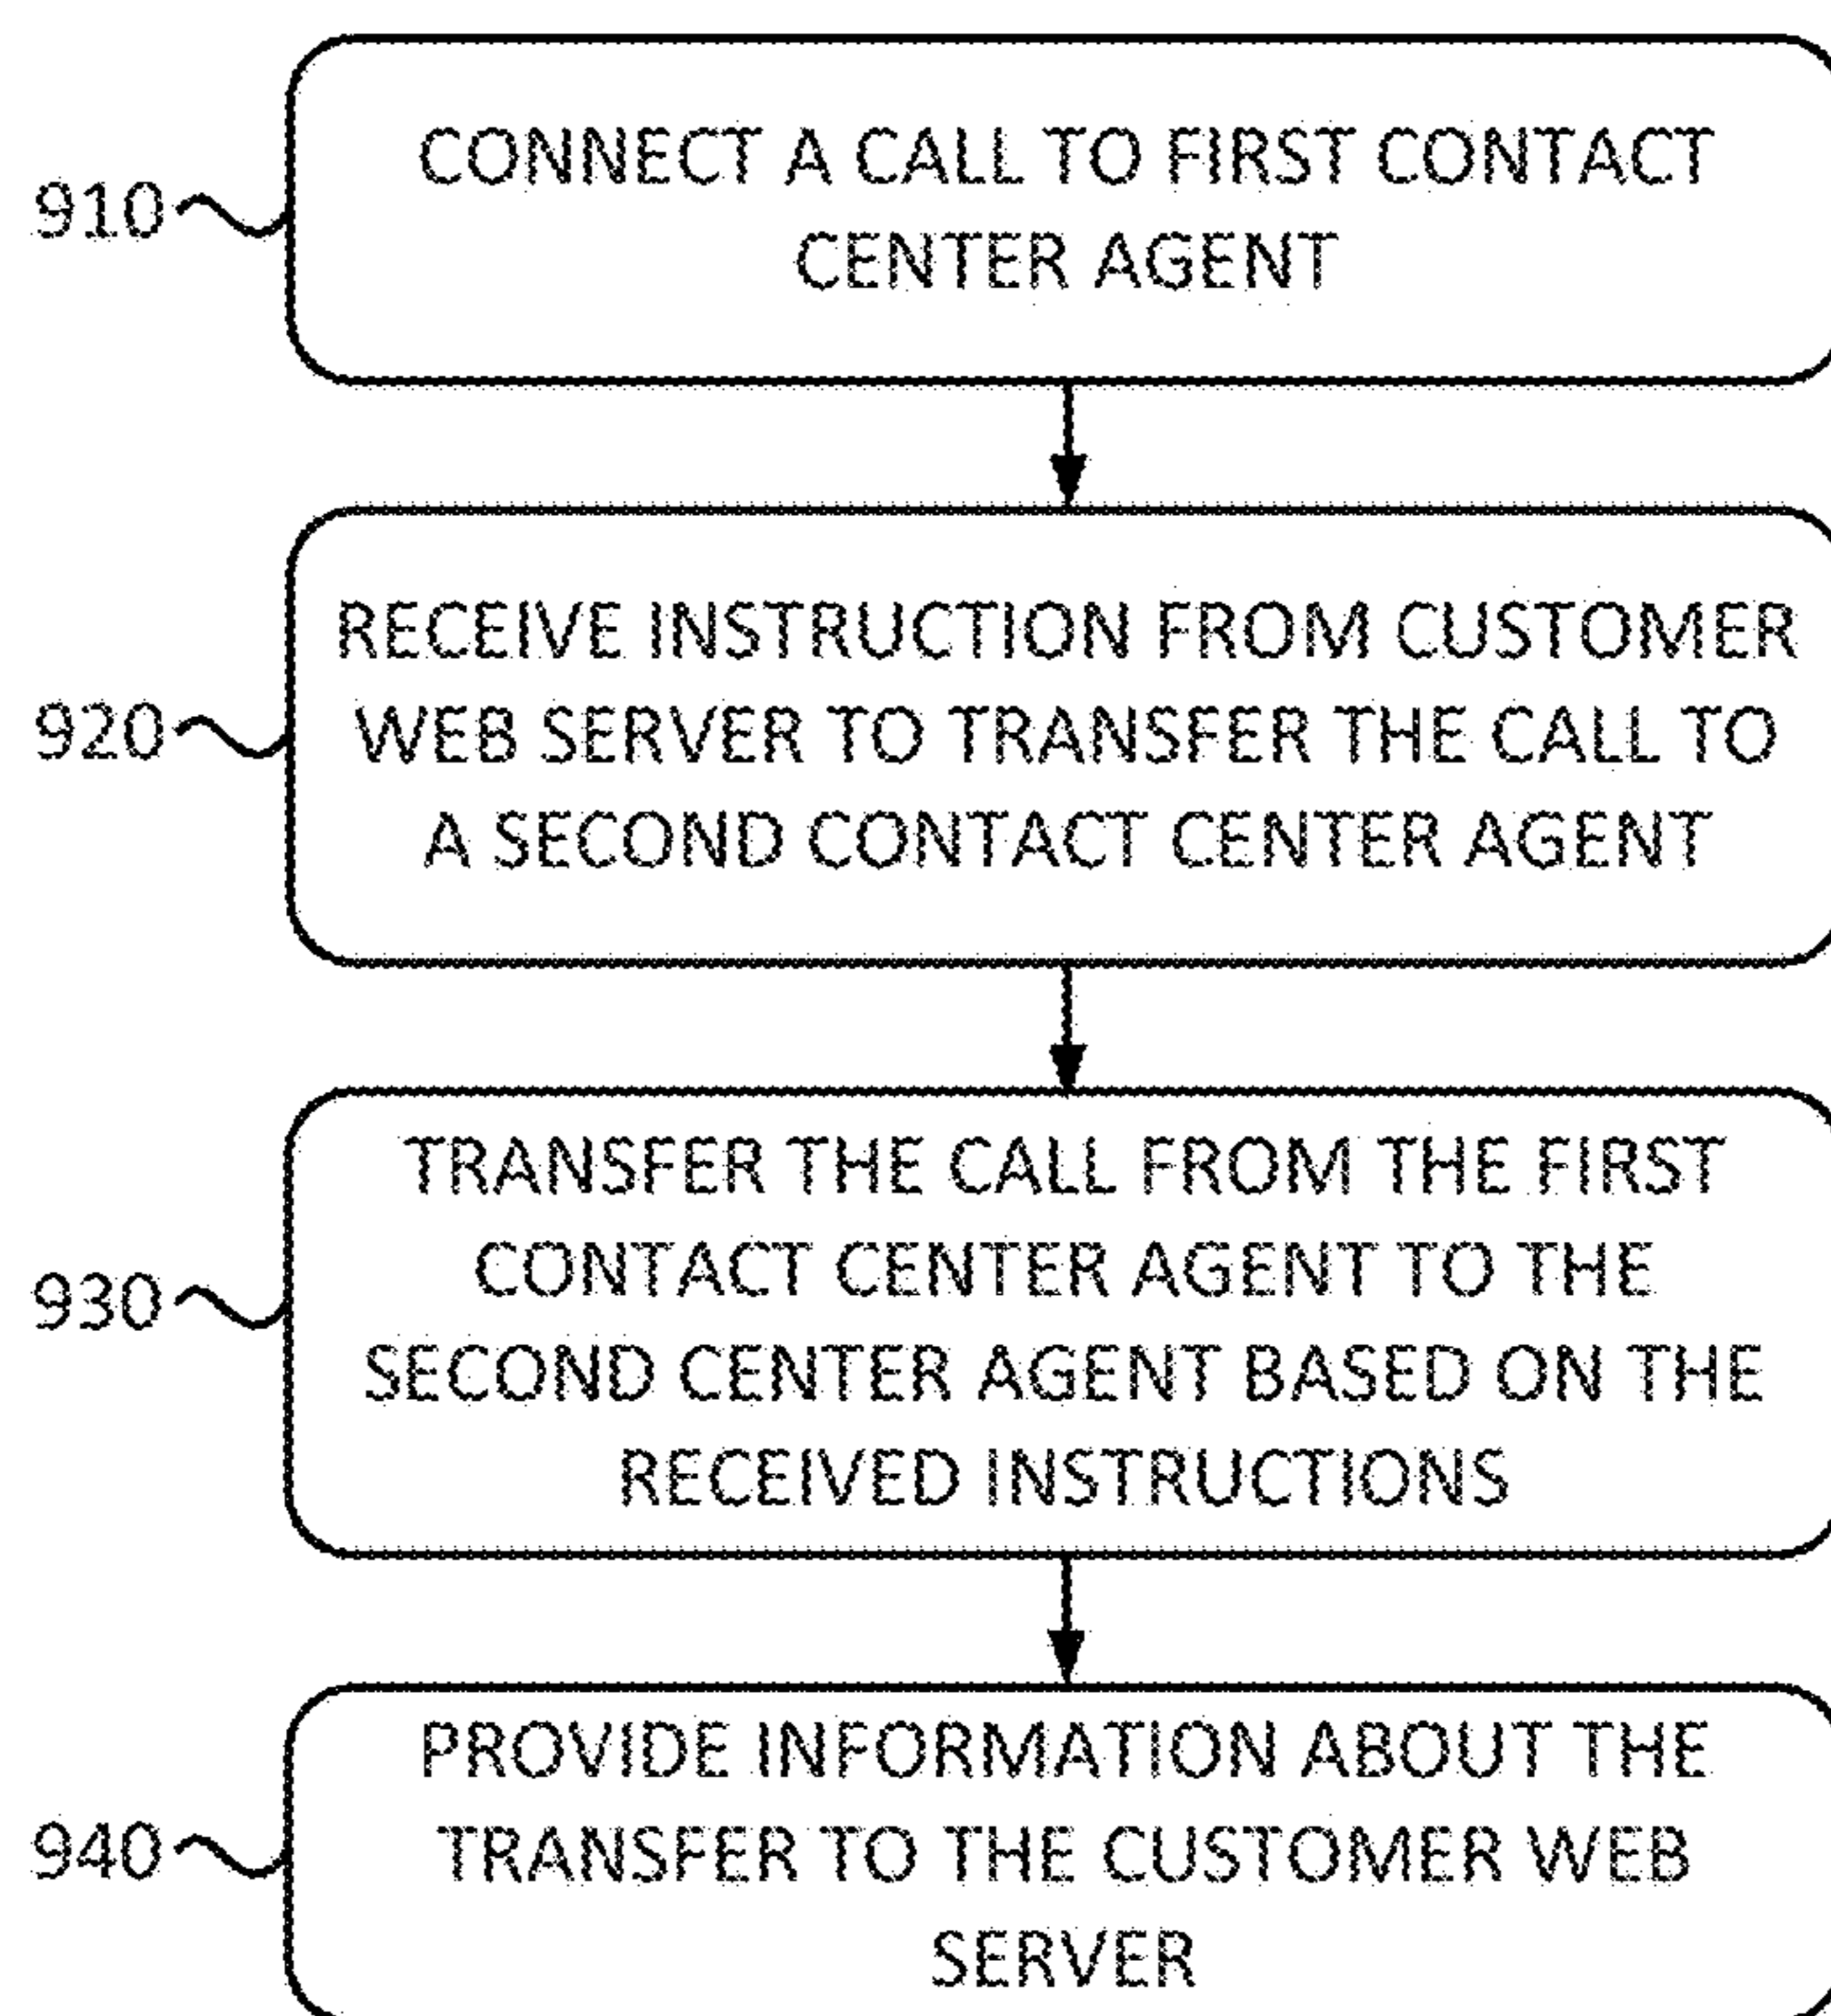 910
CONNECT A CALL TO FIRST CONTACT
CENTER AGENT
920
RECEIVE INSTRUCTION FROM CUSTOMER
WEB SERVER TO TRANSFER THE CALL TO
A SECOND CONTACT CENTER AGENT
930
TRANSFER THE CALL FROM THE FIRST
CONTACT CENTER AGENT TO THE
SECOND CENTER AGENT BASED ON THE
RECEIVED INSTRUCTIONS
940
PROVIDE INFORMATION ABOUT THE
TRANSFER TO THE CUSTOMER WEB
SERVER